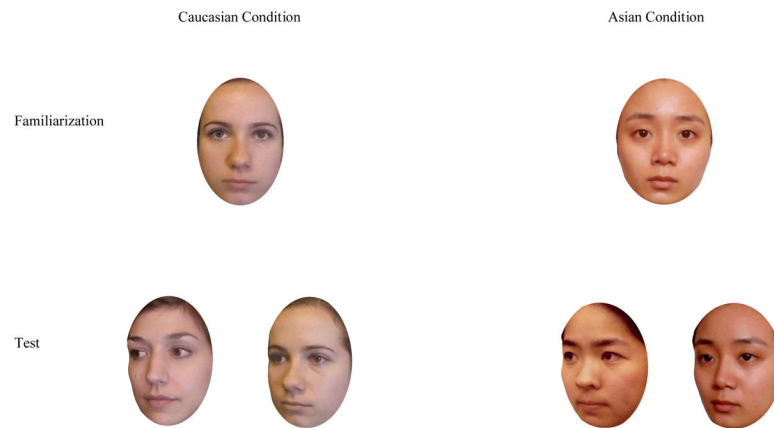 Caucasian Condition
Asian Condition
Familiarization
Test